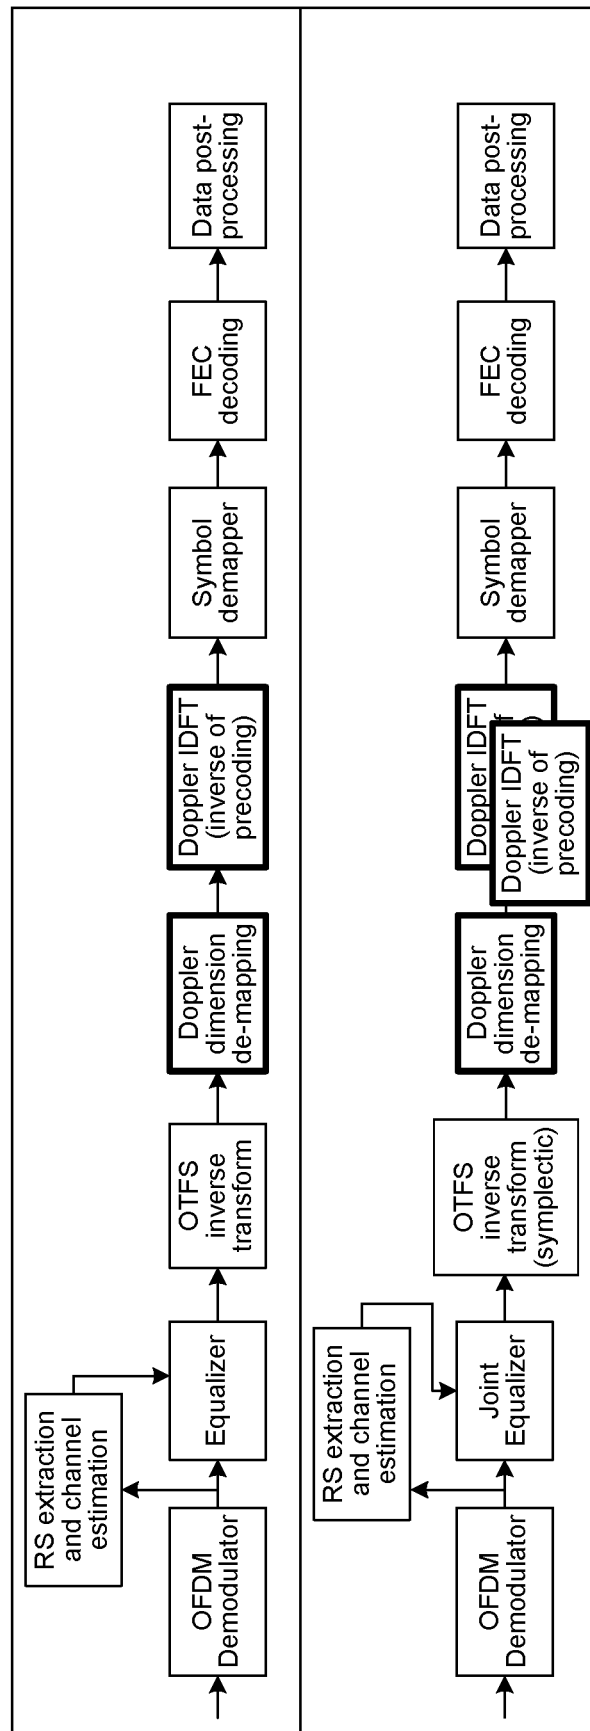 RS extraction
and channel
estimation
OFDM
Demodulator
Equalizer
OTFS
inverse
transform
Doppler
dimension
de-mapping
Doppler IDFT
(inverse of
precoding)
Symbol
demapper
FEC
decoding
Data post-
processing
RS extraction
and channel
estimation
OFDM
Demodulator
Joint
Equalizer
OTFS
inverse
transform
(symplectic)
Doppler
dimension
de-mapping
Doppler IDFT
Doppler IDFT
(inverse of
precoding)
Symbol
demapper
FEC
decoding
Data post-
processing